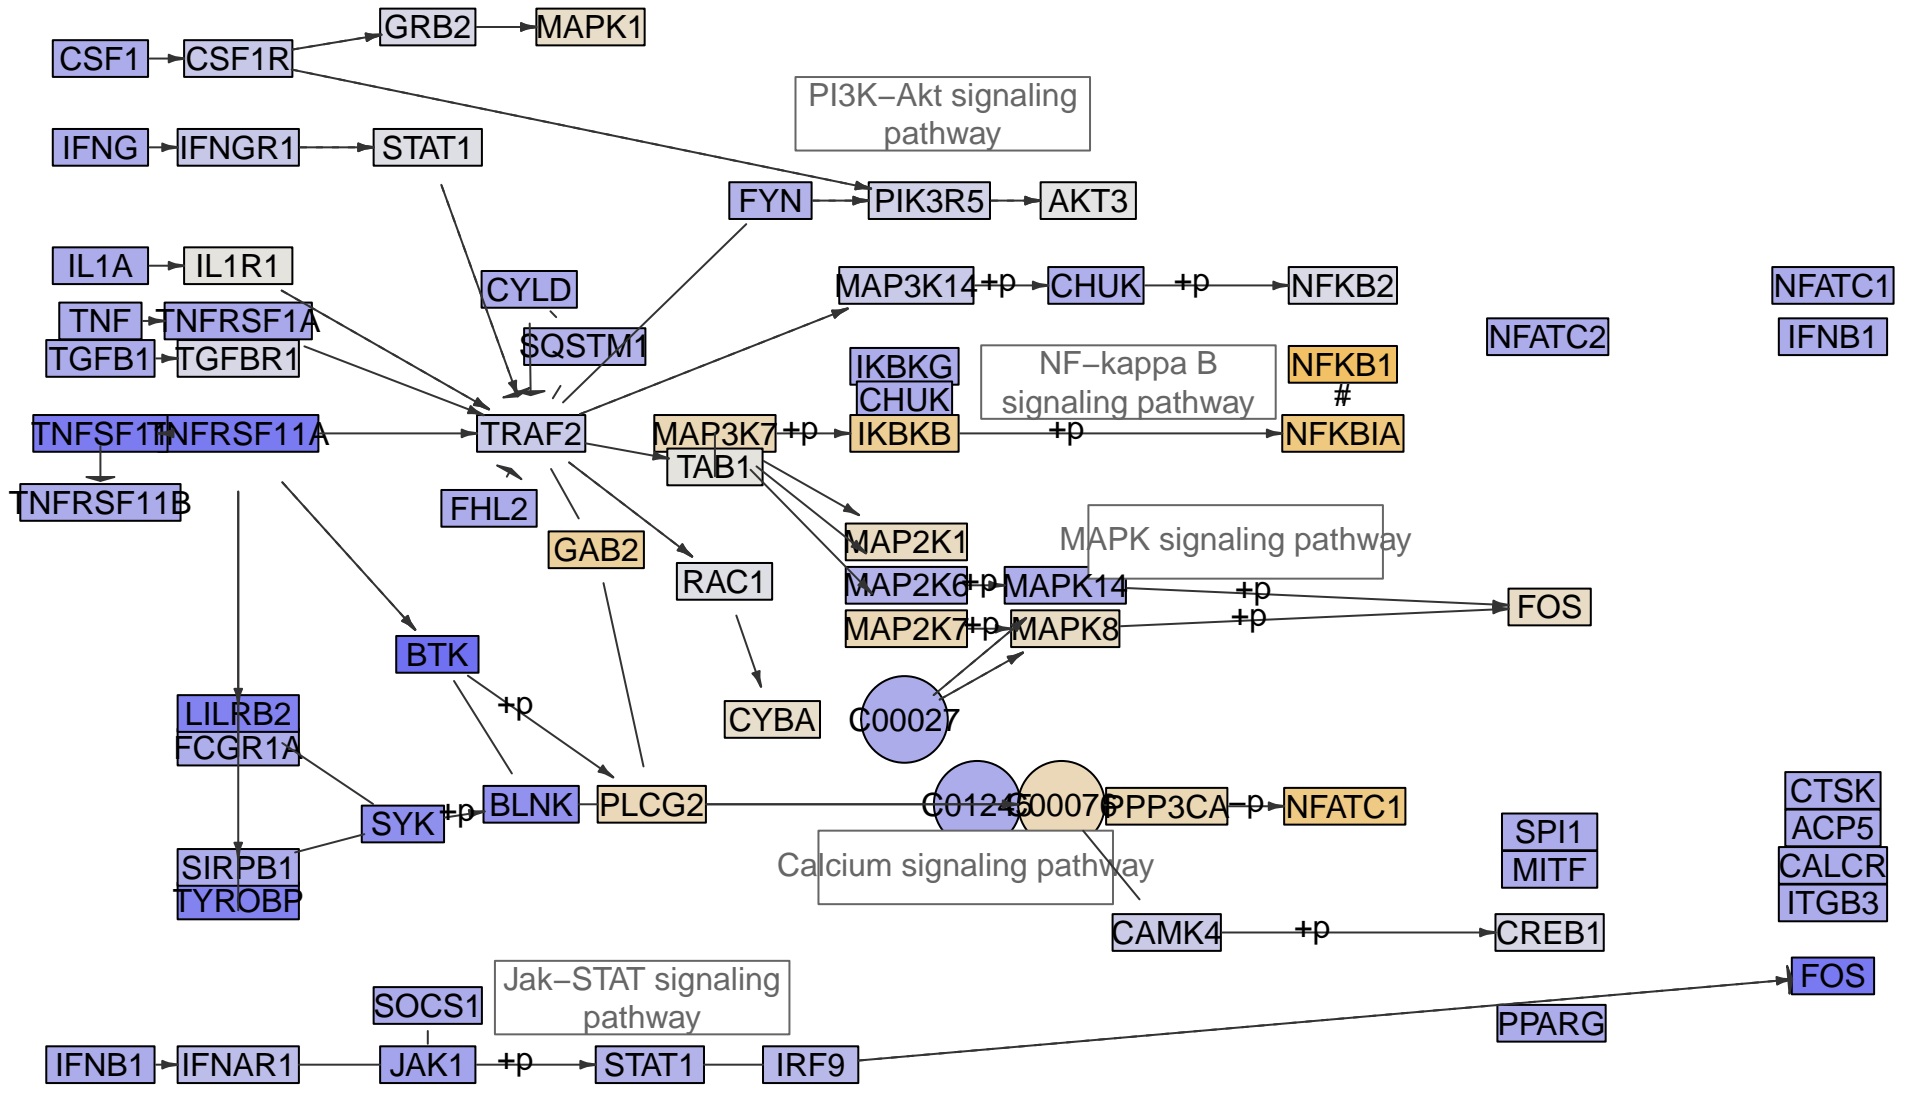 GRB2
MAPK1
CSF1
CSF1R
PI3K−Akt signaling
pathway
IFNG
IFNGR1
STAT1
FYN
PIK3R5
AKT3
IL1A
IL1R1
CYLD
MAP3K14
+p
CHUK
+p
NFKB2
NFATC1
TNF
TNFRSF1A
SQSTM1
NFATC2
IFNB1
TGFB1
TGFBR1
IKBKG
NF−kappa B
signaling pathway
NFKB1
#
CHUK
TNFSF11
TNFRSF11A
TRAF2
MAP3K7
+p
IKBKB
+p
NFKBIA
TAB1
TNFRSF11B
FHL2
GAB2
MAP2K1
MAPK signaling pathway
RAC1
MAP2K6
+p
MAPK14
+p
FOS
MAP2K7
+p
MAPK8
+p
BTK
LILRB2
+p
CYBA
C00027
FCGR1A
SYK
+p
BLNK
PLCG2
C01245
C00076
PPP3CA
−p
NFATC1
CTSK
SPI1
ACP5
SIRPB1
Calcium signaling pathway
MITF
CALCR
TYROBP
ITGB3
CAMK4
+p
CREB1
Jak−STAT signaling
pathway
FOS
SOCS1
PPARG
IFNB1
IFNAR1
JAK1
+p
STAT1
IRF9